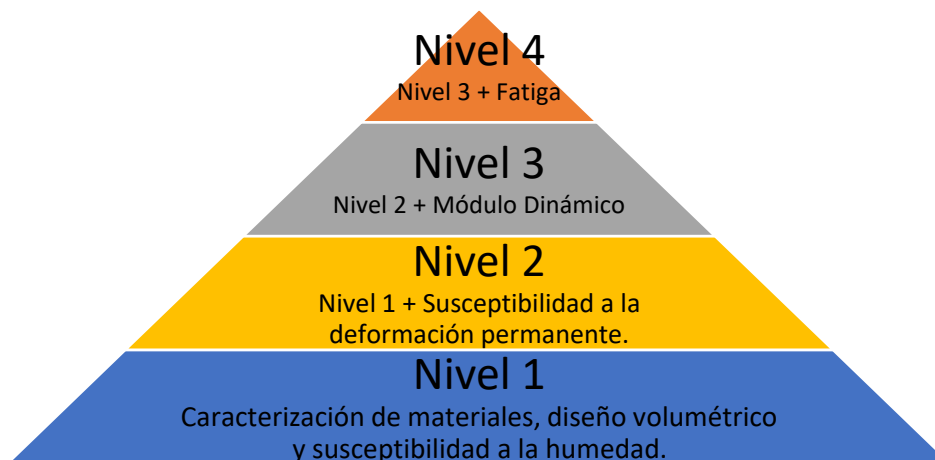 Nivel 4
Nivel 3 + Fatiga
Nivel 3
Nivel 2 + Módulo Dinámico
Nivel 2
Nivel 1 + Susceptibilidad a la
deformación permanente.
Nivel 1
Caracterización de materiales, diseño volumétrico
y susceptibilidad a la humedad.